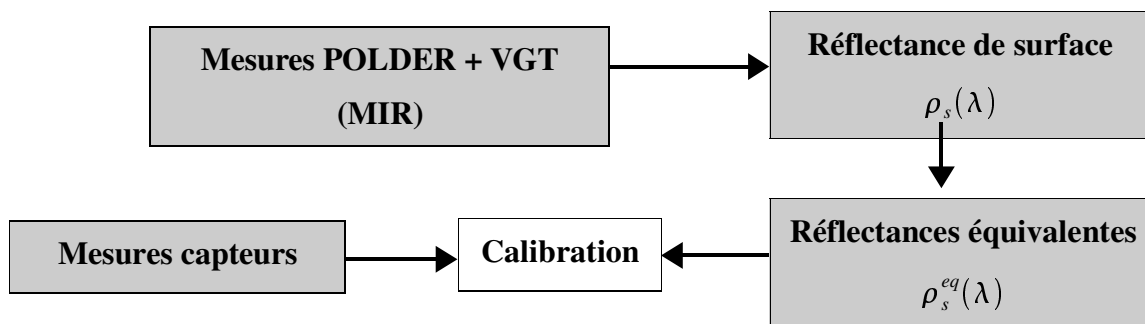 Mesures POLDER + VGT
(MIR)
Réflectance de surface
ρ_s(λ)
Mesures capteurs
Calibration
Réflectances équivalentes
ρ_s^{eq}(λ)